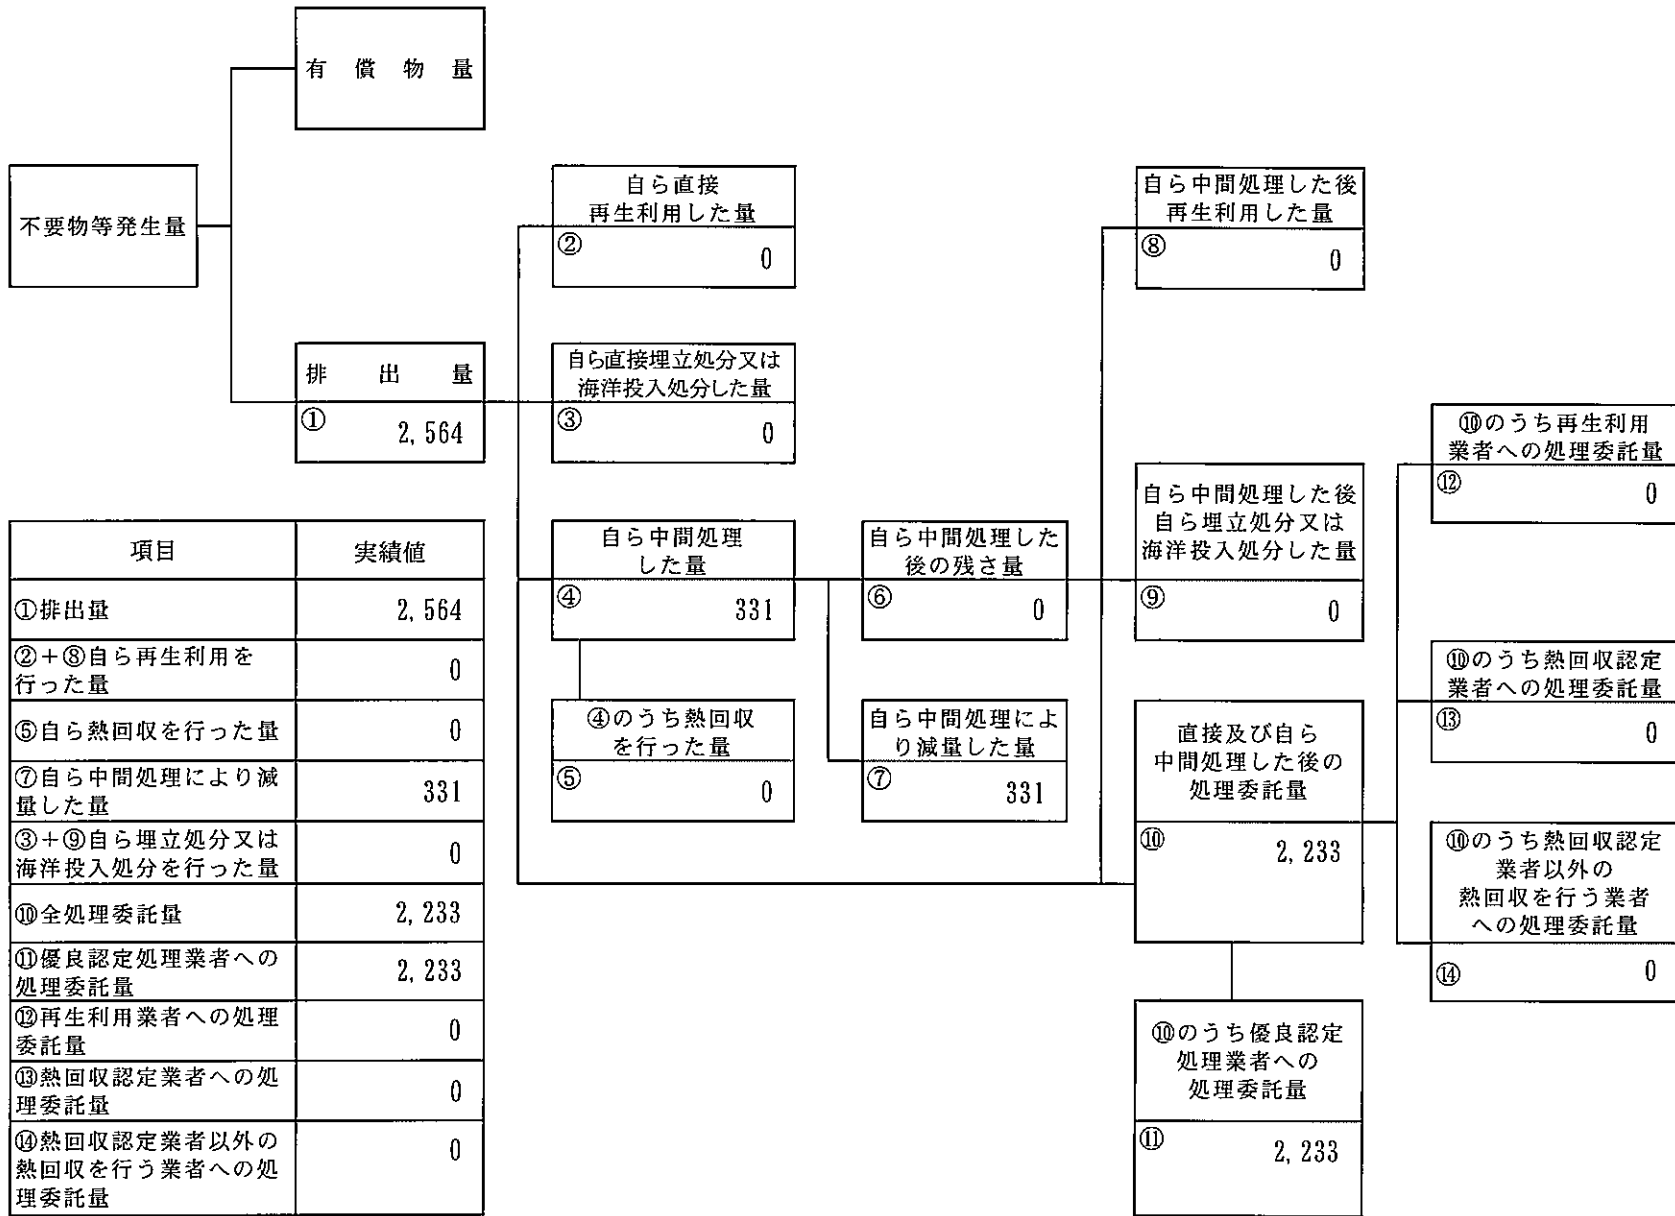 有償物量
不要物等発生量
排出量
① 2,564
自ら直接
再生利用した量
② 0
自ら直接埋立処分又は
海洋投入処分した量
③ 0
自ら中間処理
した量
④ 331
④のうち熱回収
を行った量
⑤ 0
自ら中間処理した
後の残さ量
⑥ 0
自ら中間処理によ
り減量した量
⑦ 331
自ら中間処理した後
再生利用した量
⑧ 0
自ら中間処理した後
自ら埋立処分又は
海洋投入処分した量
⑨ 0
直接及び自ら
中間処理した後の
処理委託量
⑩ 2,233
⑩のうち優良認定
処理業者への
処理委託量
⑪ 2,233
⑩のうち再生利用
業者への処理委託量
⑫ 0
⑩のうち熱回収認定
業者への処理委託量
⑬ 0
⑩のうち熱回収認定
業者以外の
熱回収を行う業者
への処理委託量
⑭ 0
項目 実績値
①排出量 2,564
②+⑧自ら再生利用を
行った量 0
⑤自ら熱回収を行った量 0
⑦自ら中間処理により減
量した量 331
③+⑨自ら埋立処分又は
海洋投入処分を行った量 0
⑩全処理委託量 2,233
⑪優良認定処理業者への
処理委託量 2,233
⑫再生利用業者への処理
委託量 0
⑬熱回収認定業者への処
理委託量 0
⑭熱回収認定業者以外の
熱回収を行う業者への処
理委託量 0